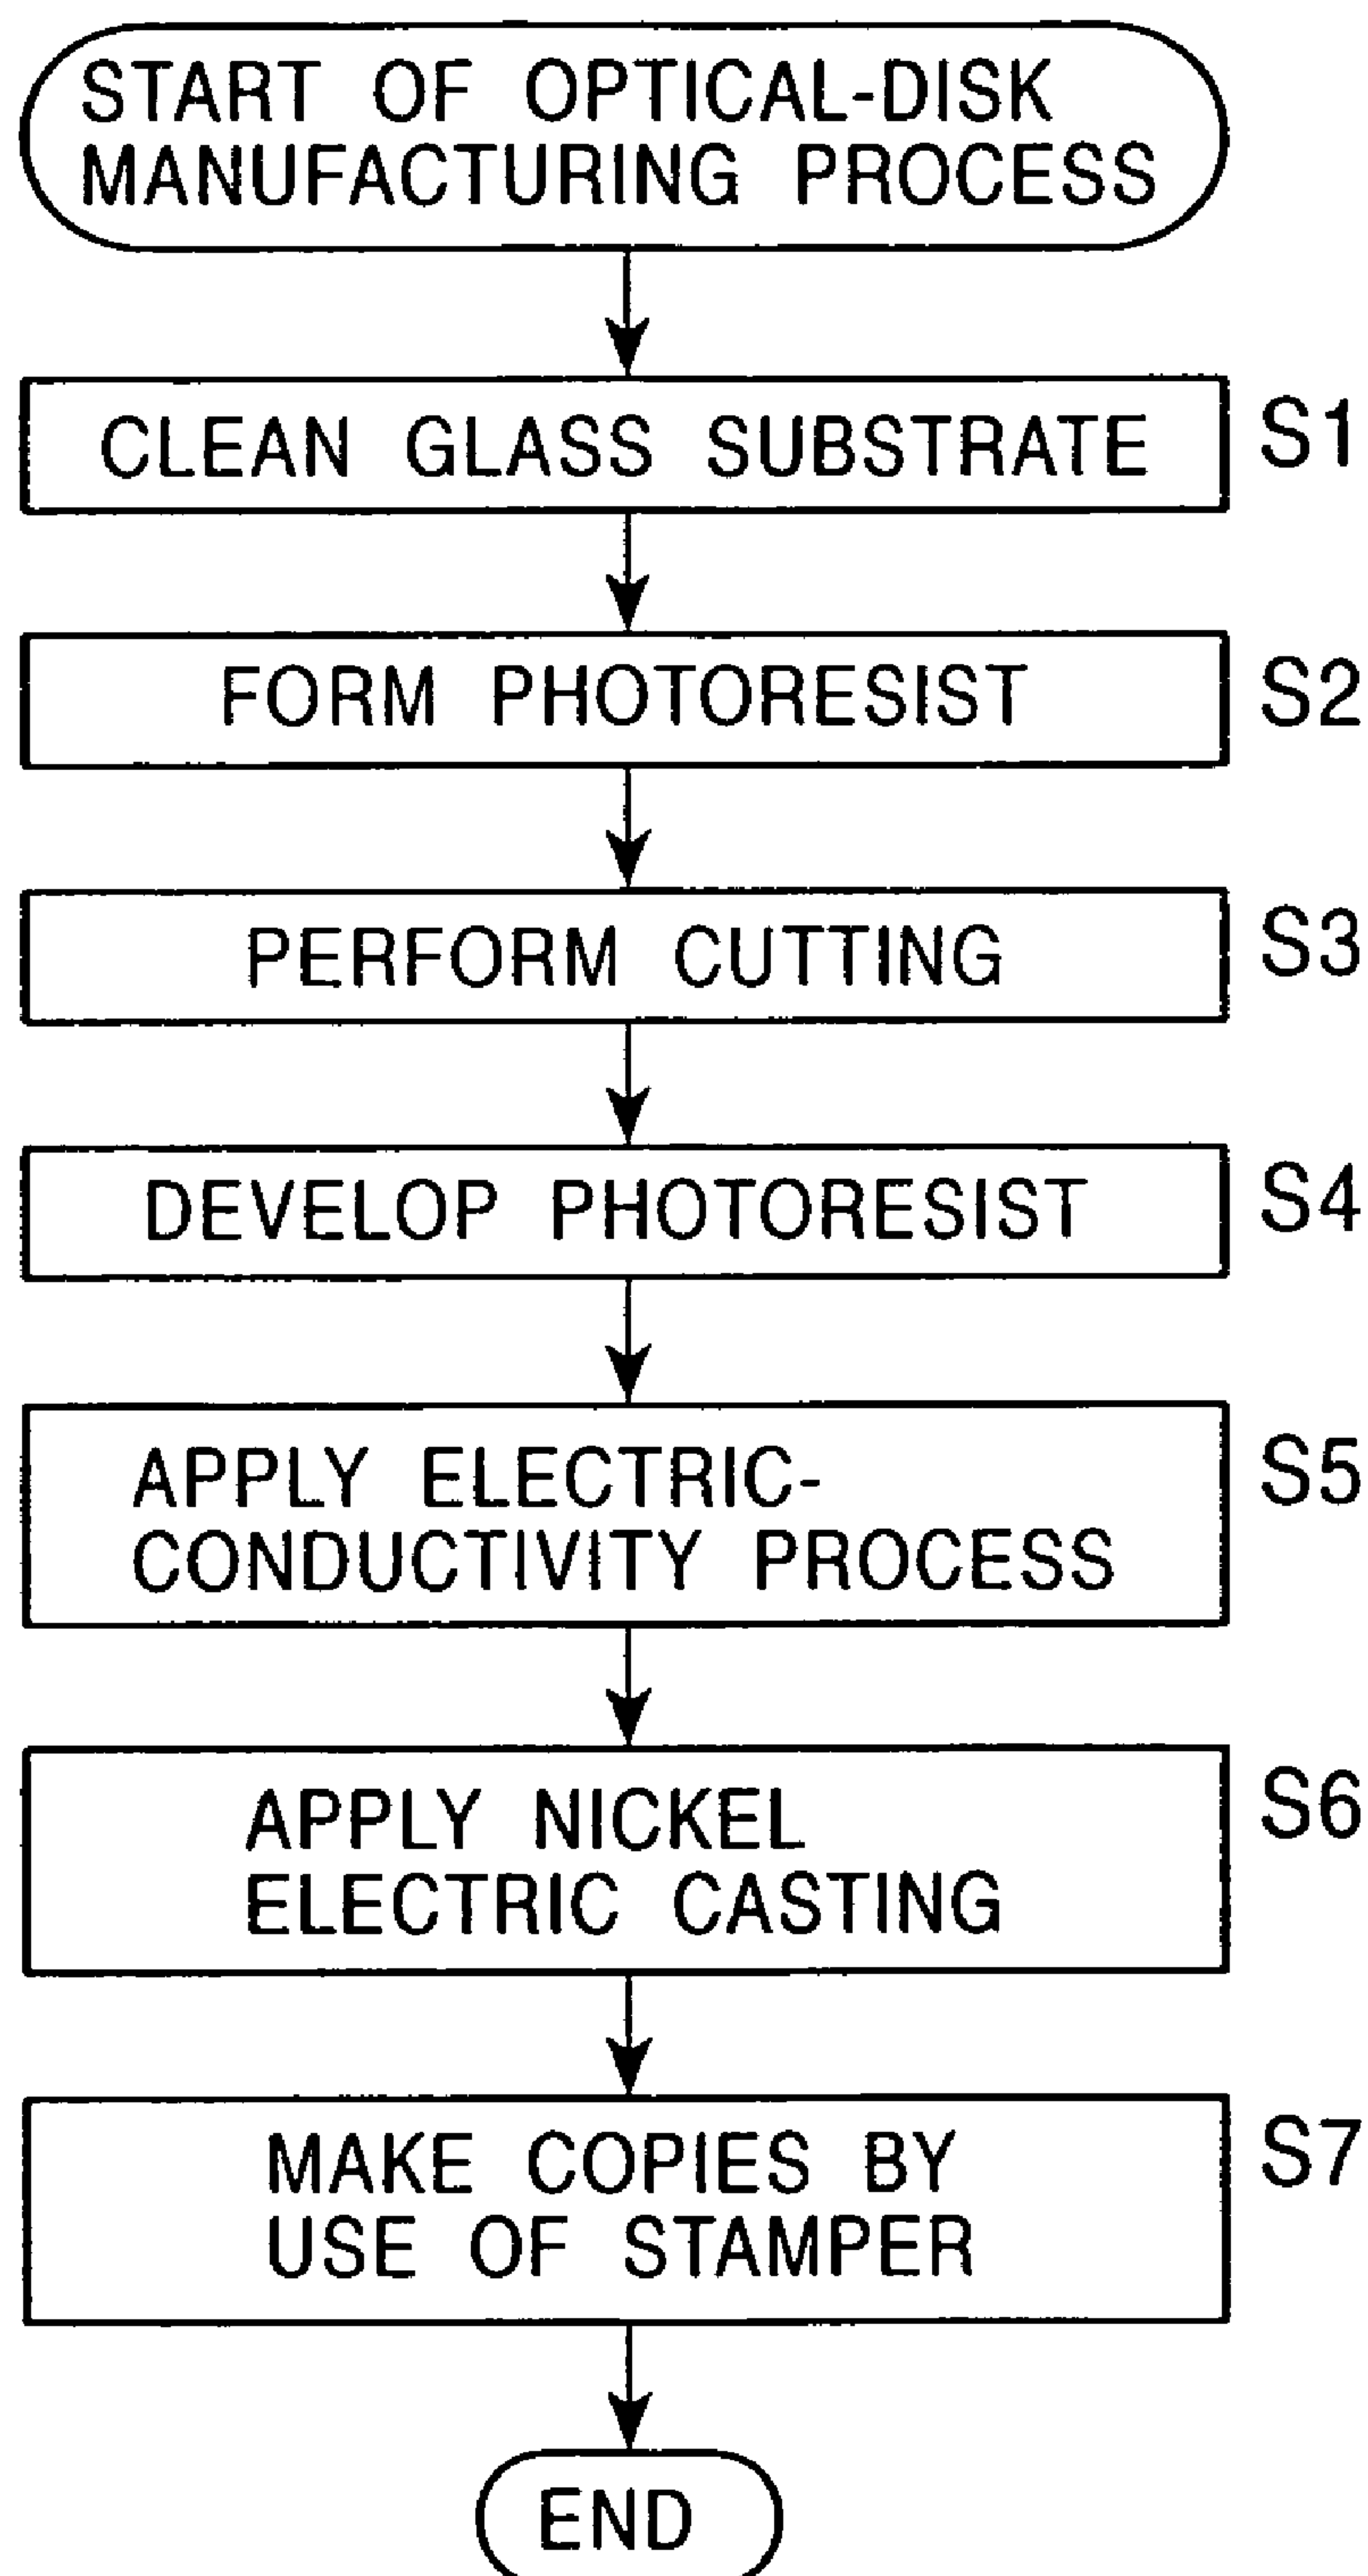 START OF OPTICAL-DISK
MANUFACTURING PROCESS
CLEAN GLASS SUBSTRATE S1
FORM PHOTORESIST S2
PERFORM CUTTING S3
DEVELOP PHOTORESIST S4
APPLY ELECTRIC- S5
CONDUCTIVITY PROCESS
APPLY NICKEL S6
ELECTRIC CASTING
MAKE COPIES BY S7
USE OF STAMPER
END